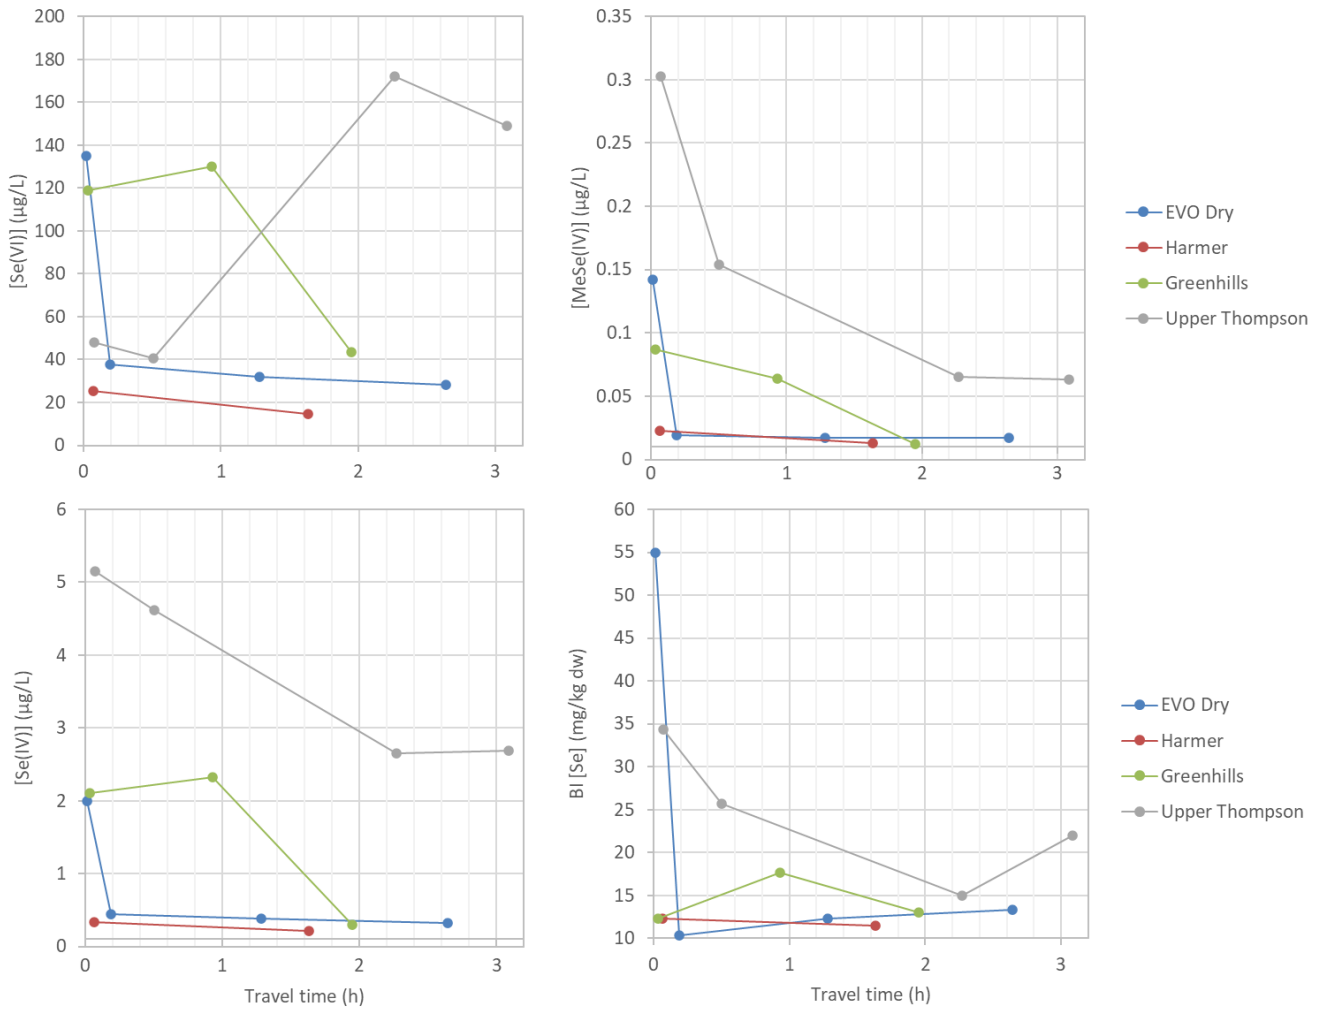 200
180
160
140
120
100
80
60
40
20
0
[Se(VI)] (µg/L)
0 1 2 3
0.35
0.3
0.25
0.2
0.15
0.1
0.05
0
[MeSe(IV)] (µg/L)
0 1 2 3
EVO Dry
Harmer
Greenhills
Upper Thompson
6
5
4
3
2
1
0
[Se(IV)] (µg/L)
0 1 2 3
Travel time (h)
60
55
50
45
40
35
30
25
20
15
10
BI [Se] (mg/kg dw)
0 1 2 3
Travel time (h)
EVO Dry
Harmer
Greenhills
Upper Thompson